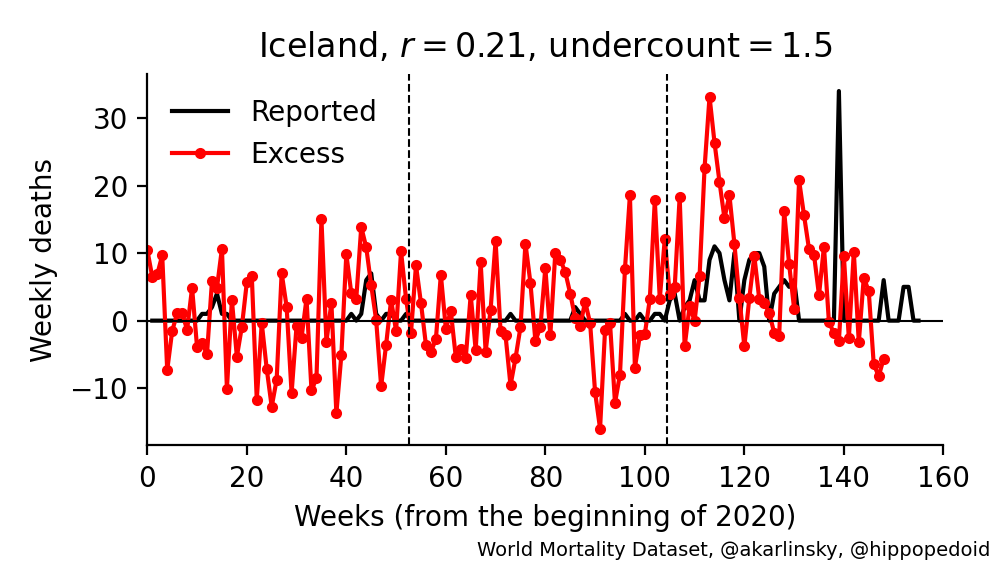 Iceland, r = 0.21, undercount = 1.5
Reported
Excess
Weekly deaths
30
20
10
0
−10
0 20 40 60 80 100 120 140 160
Weeks (from the beginning of 2020)
World Mortality Dataset, @akarlinsky, @hippopedoid